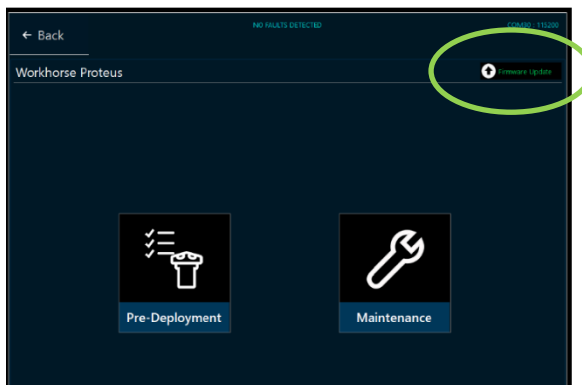 ← Back
NO FAULTS DETECTED
COM30 : 115200
Workhorse Proteus
Firmware Update
Pre-Deployment
Maintenance